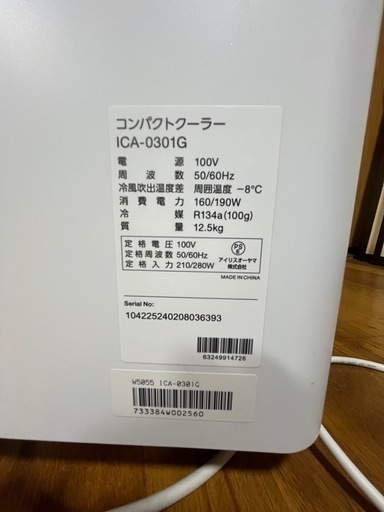 コンパクトクーラー
ICA-0301G
電源 100V
周波数 50/60Hz
冷風吹出温度差 周囲温度 -8℃
消費電力 160/190W
冷媒 R134a(100g)
質量 12.5kg
定格電圧 100V
定格周波数 50/60Hz
定格入力 210/280W
PS
E
アイリスオーヤマ
株式会社
MADE IN CHINA
Serial No:
104225240208036393
63249914726
W5055 ICA-0301G
733384W002560